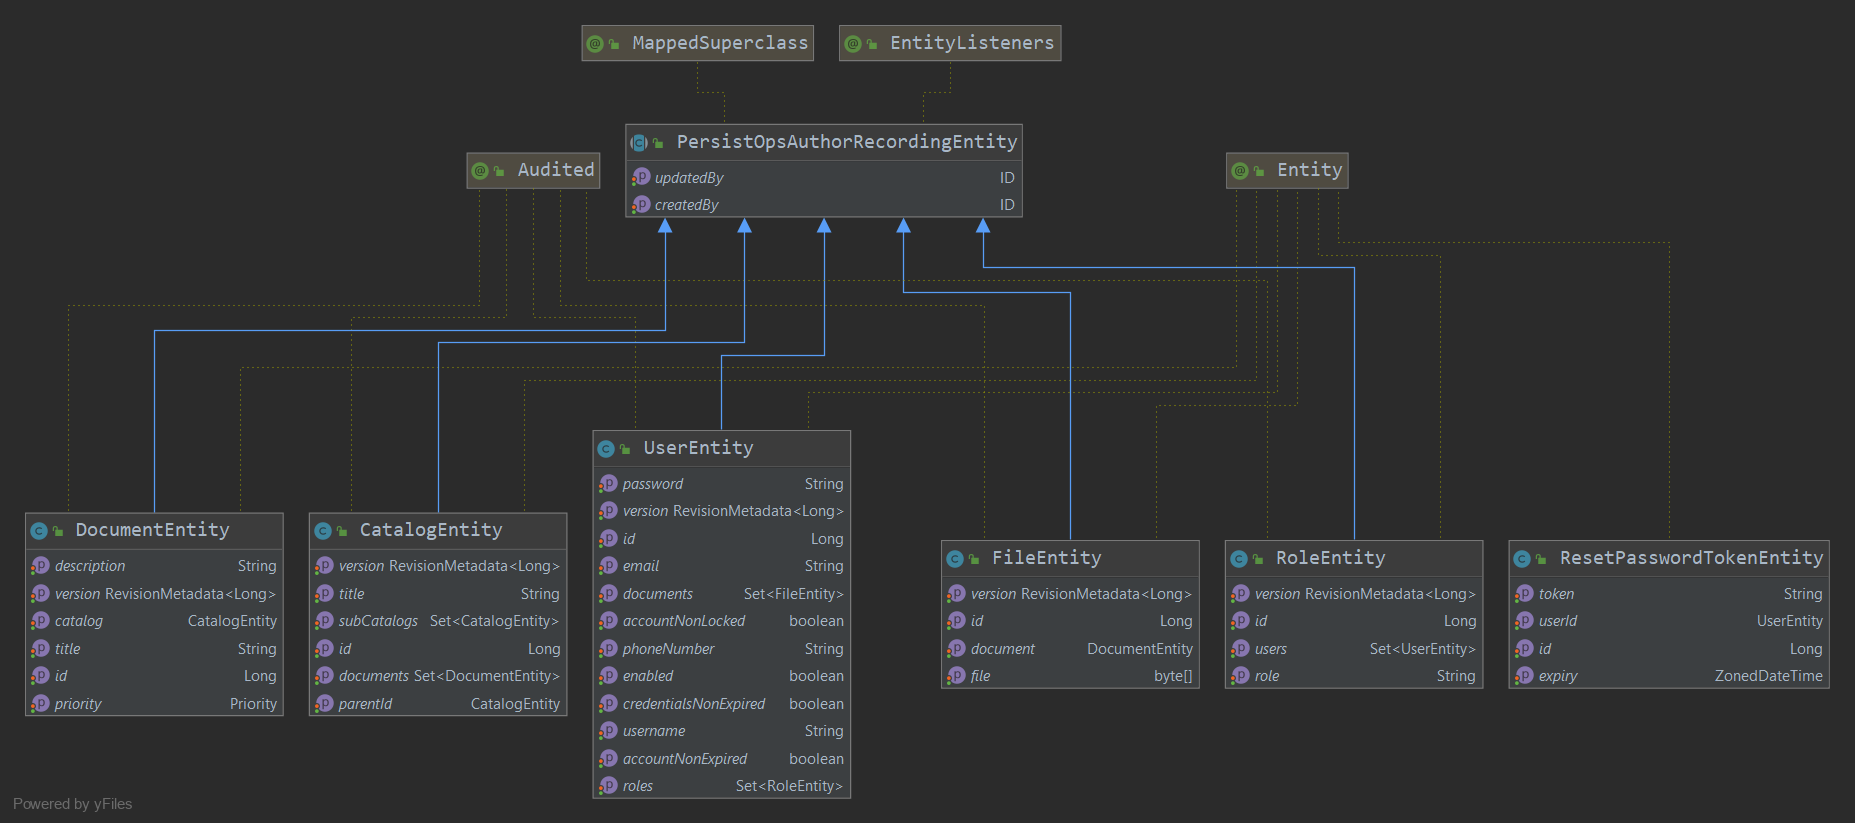 MappedSuperclass
EntityListeners
PersistOpsAuthorRecordingEntity
updatedBy ID
createdBy ID
Audited
Entity
UserEntity
password String
version RevisionMetadata<Long>
id Long
email String
documents Set<FileEntity>
accountNonLocked boolean
phoneNumber String
enabled boolean
credentialsNonExpired boolean
username String
accountNonExpired boolean
roles Set<RoleEntity>
DocumentEntity
description String
version RevisionMetadata<Long>
catalog CatalogEntity
title String
id Long
priority Priority
CatalogEntity
version RevisionMetadata<Long>
title String
subCatalogs Set<CatalogEntity>
id Long
documents Set<DocumentEntity>
parentId CatalogEntity
FileEntity
version RevisionMetadata<Long>
id Long
document DocumentEntity
file byte[]
RoleEntity
version RevisionMetadata<Long>
id Long
users Set<UserEntity>
role String
ResetPasswordTokenEntity
token String
userId UserEntity
id Long
expiry ZonedDateTime
Powered by yFiles